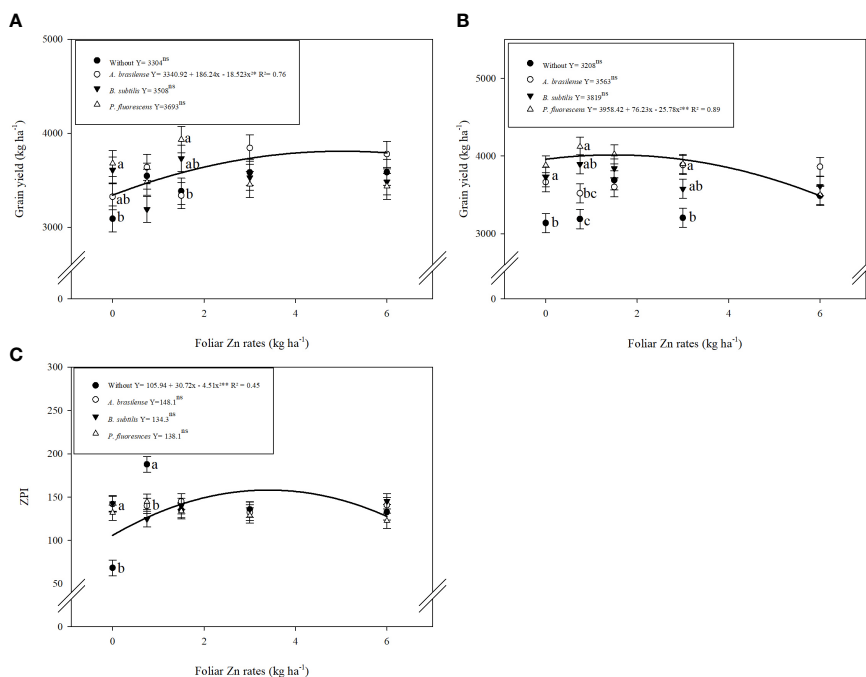 A
5000
4000
3000
0
Grain yield (kg ha-1)
Without Y= 3304ns
A. brasilense Y= 3340.92 + 186.24x - 18.523x2* R2= 0.76
B. subtilis Y= 3508ns
P. fluorescens Y=3693ns
a
a
ab
ab
b
b
0
2
4
6
Foliar Zn rates (kg ha-1)
B
5000
4000
3000
0
Grain yield (kg ha-1)
Without Y= 3208ns
A. brasilense Y= 3563ns
B. subtilis Y= 3819ns
P. fluorescens Y= 3958.42 + 76.23x - 25.78x2** R2 = 0.89
a
ab
a
a
bc
ab
b
c
b
0
2
4
6
Foliar Zn rates (kg ha-1)
C
300
250
200
150
100
50
0
ZPI
Without Y= 105.94 + 30.72x - 4.51x2** R2 = 0.45
A. brasilense Y=148.1ns
B. subtilis Y= 134.3ns
P. fluoresnces Y= 138.1ns
a
a
b
b
0
2
4
6
Foliar Zn rates (kg ha-1)